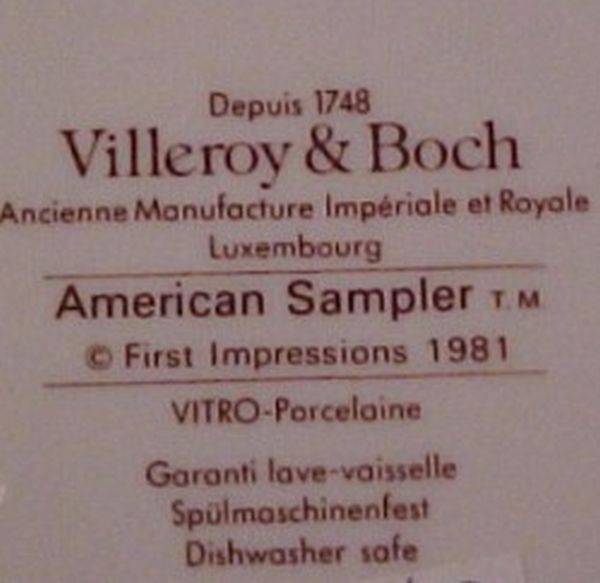 Depuis 1748
Villeroy & Boch
Ancienne Manufacture Impériale et Royale
Luxembourg
American Sampler T.M.
© First Impressions 1981
VITRO-Porcelaine
Garanti lave-vaisselle
Spülmaschinenfest
Dishwasher safe